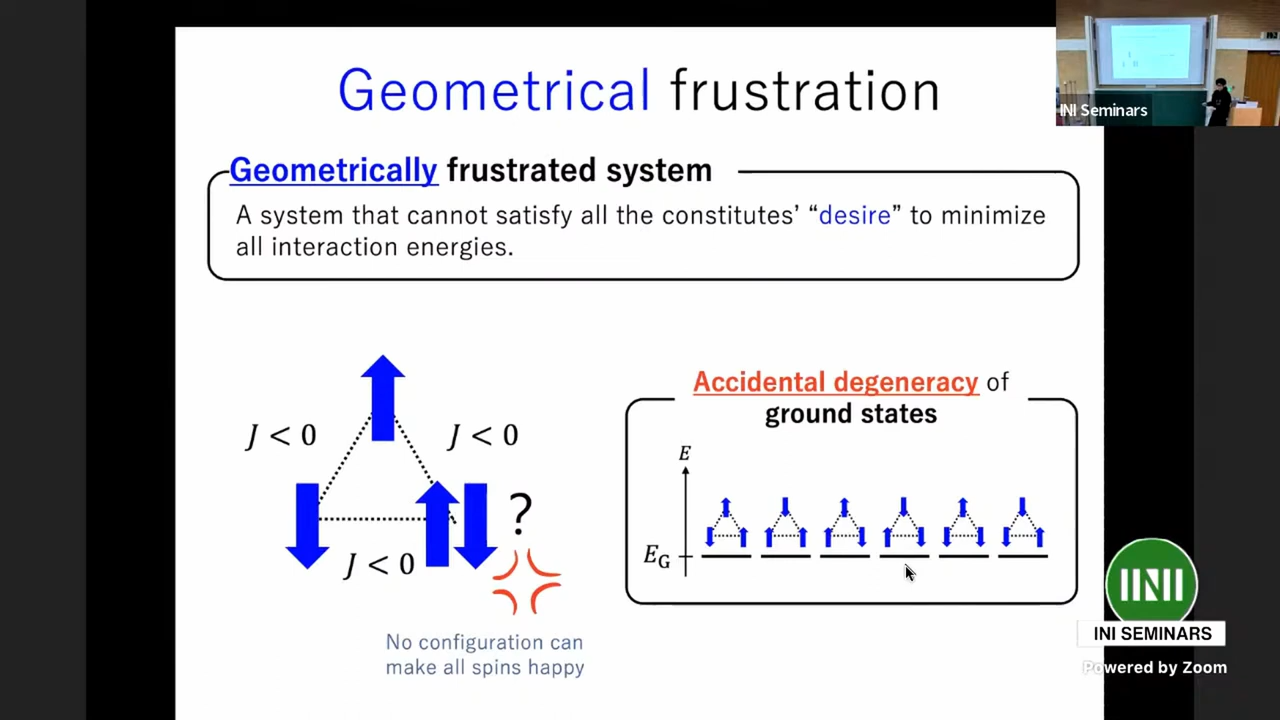 Geometrical frustration
INI Seminars
Geometrically frustrated system
A system that cannot satisfy all the constitutes’ “desire” to minimize
all interaction energies.
J < 0
J < 0
?
J < 0
No configuration can
make all spins happy
Accidental degeneracy of
ground states
E
E_G
INI
INI SEMINARS
Powered by Zoom